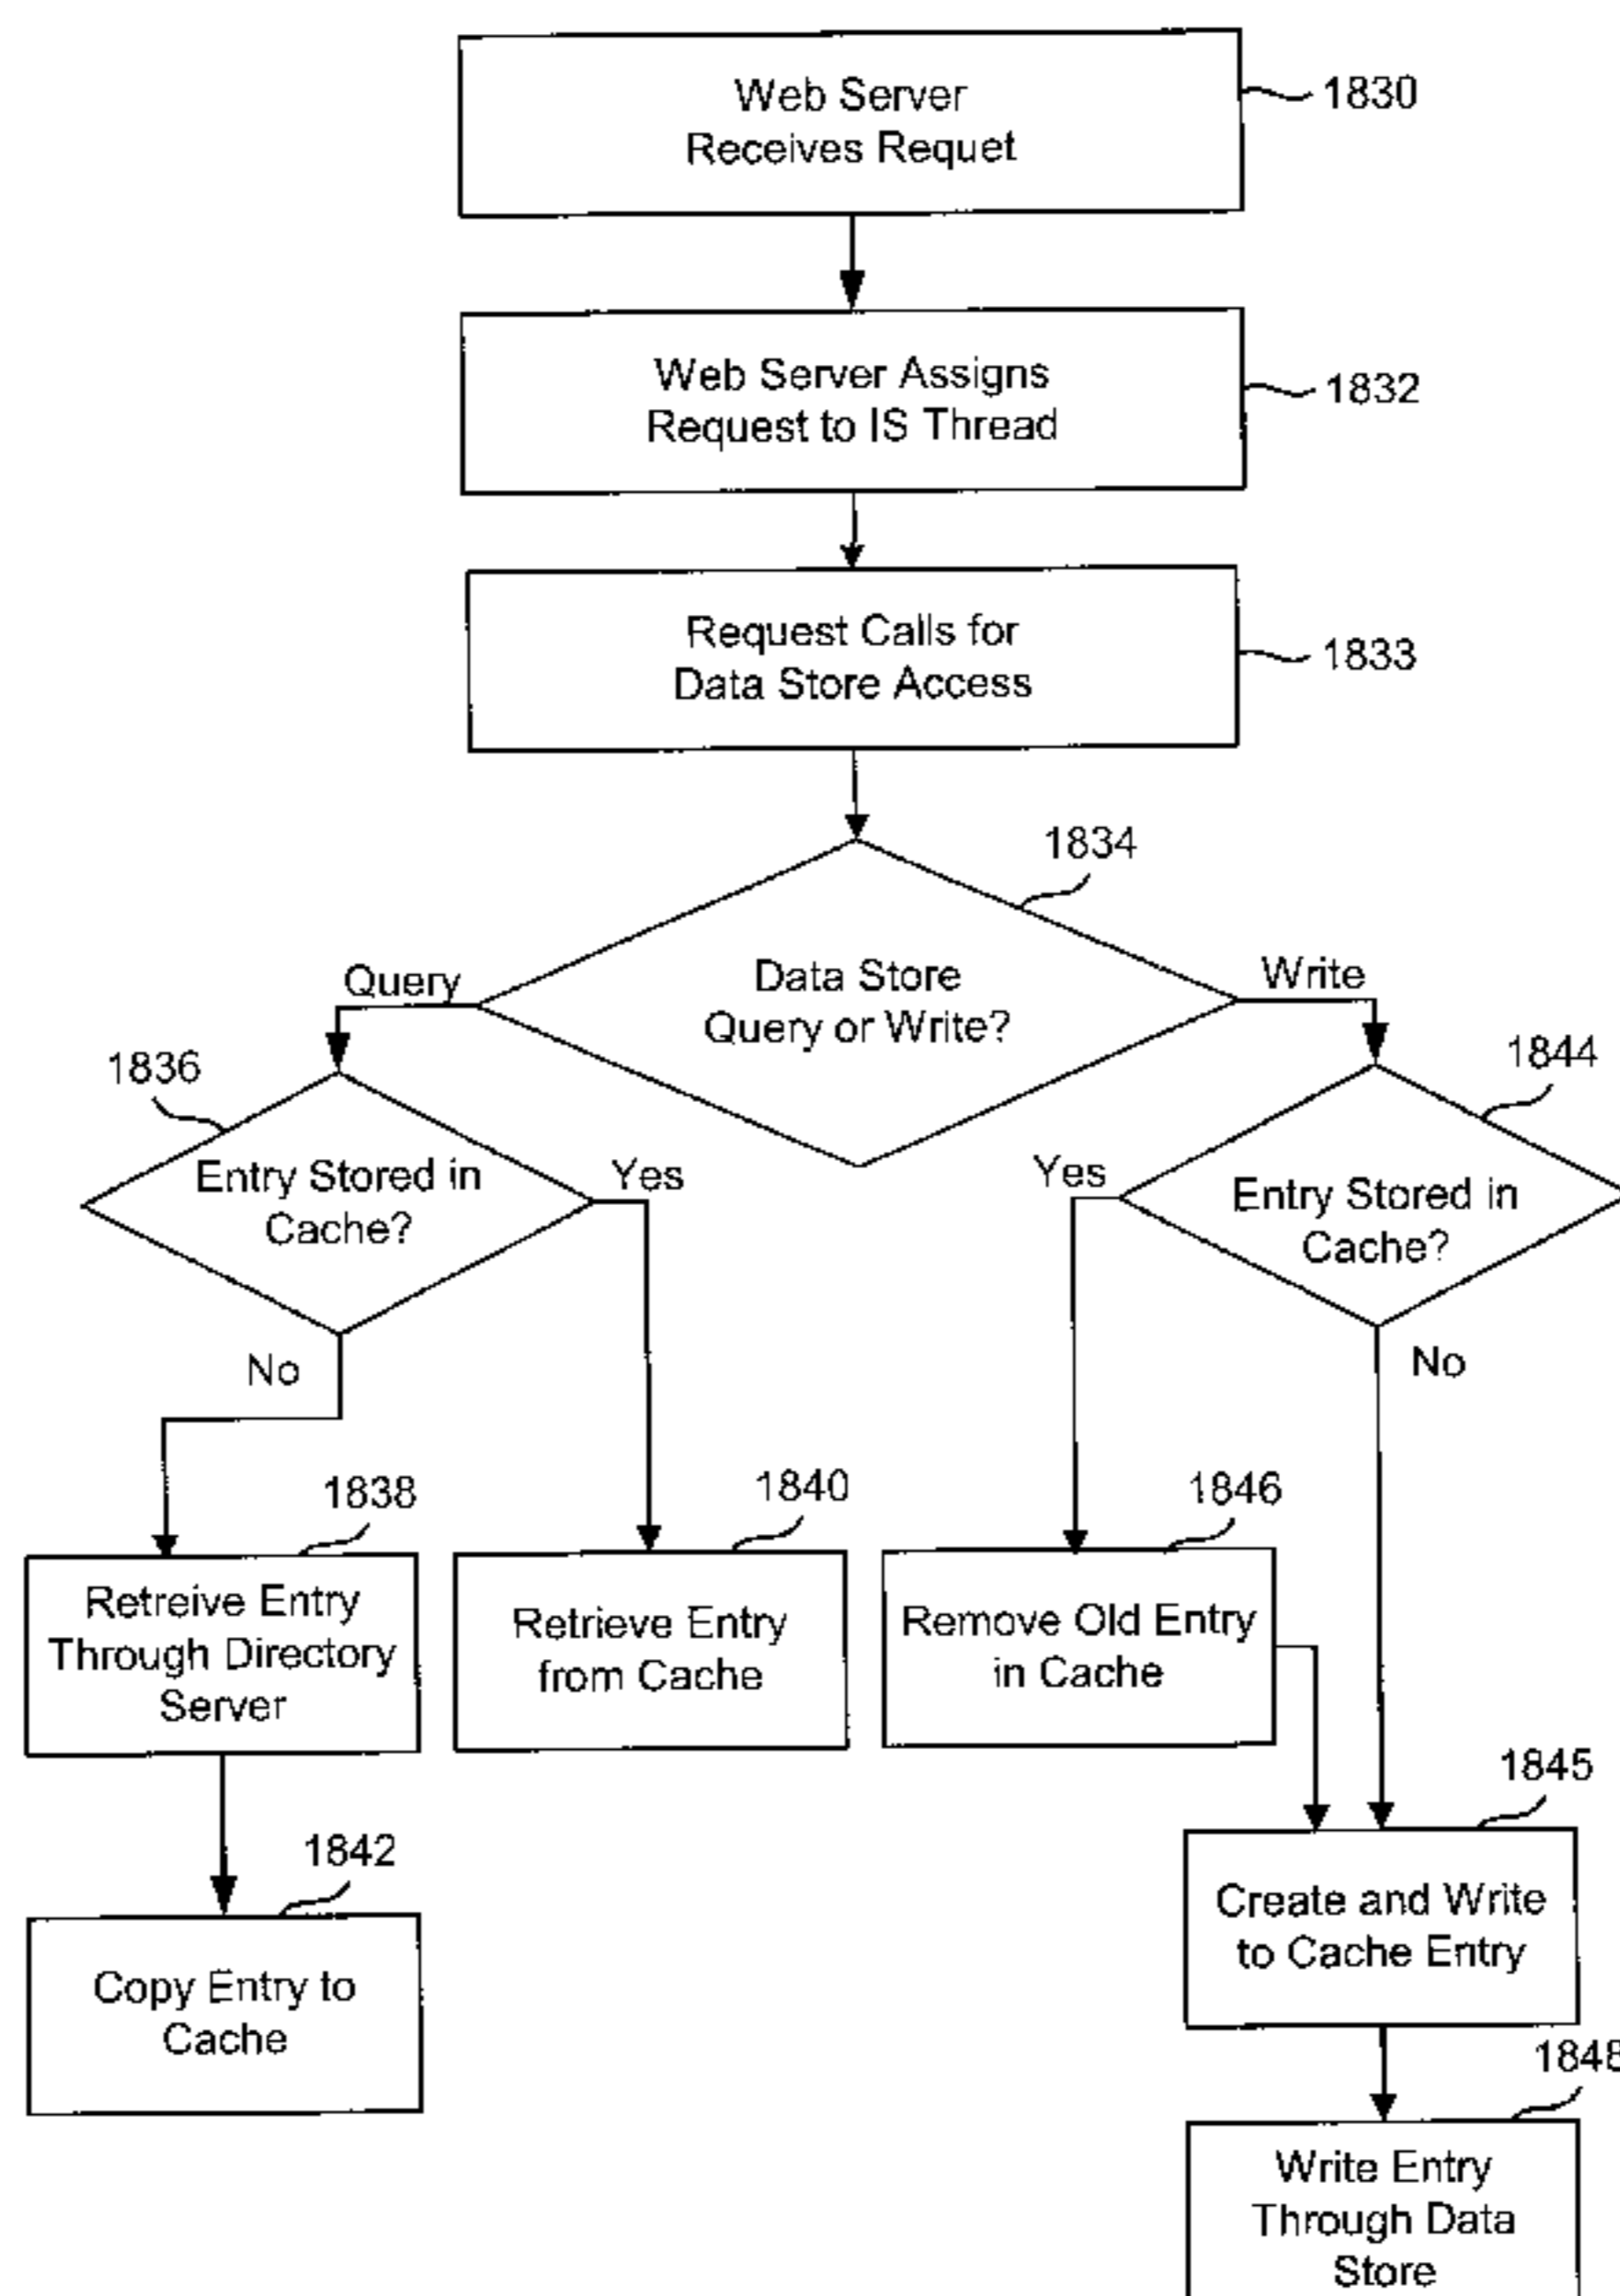 Web Server
Receives Requet
1830
Web Server Assigns
Request to IS Thread
1832
Request Calls for
Data Store Access
1833
1834
Data Store
Query or Write?
Query
Write
1836
Entry Stored in
Cache?
Yes
No
1844
Entry Stored in
Cache?
Yes
No
1838
Retreive Entry
Through Directory
Server
1840
Retrieve Entry
from Cache
1846
Remove Old Entry
in Cache
1845
Create and Write
to Cache Entry
1842
Copy Entry to
Cache
1848
Write Entry
Through Data
Store